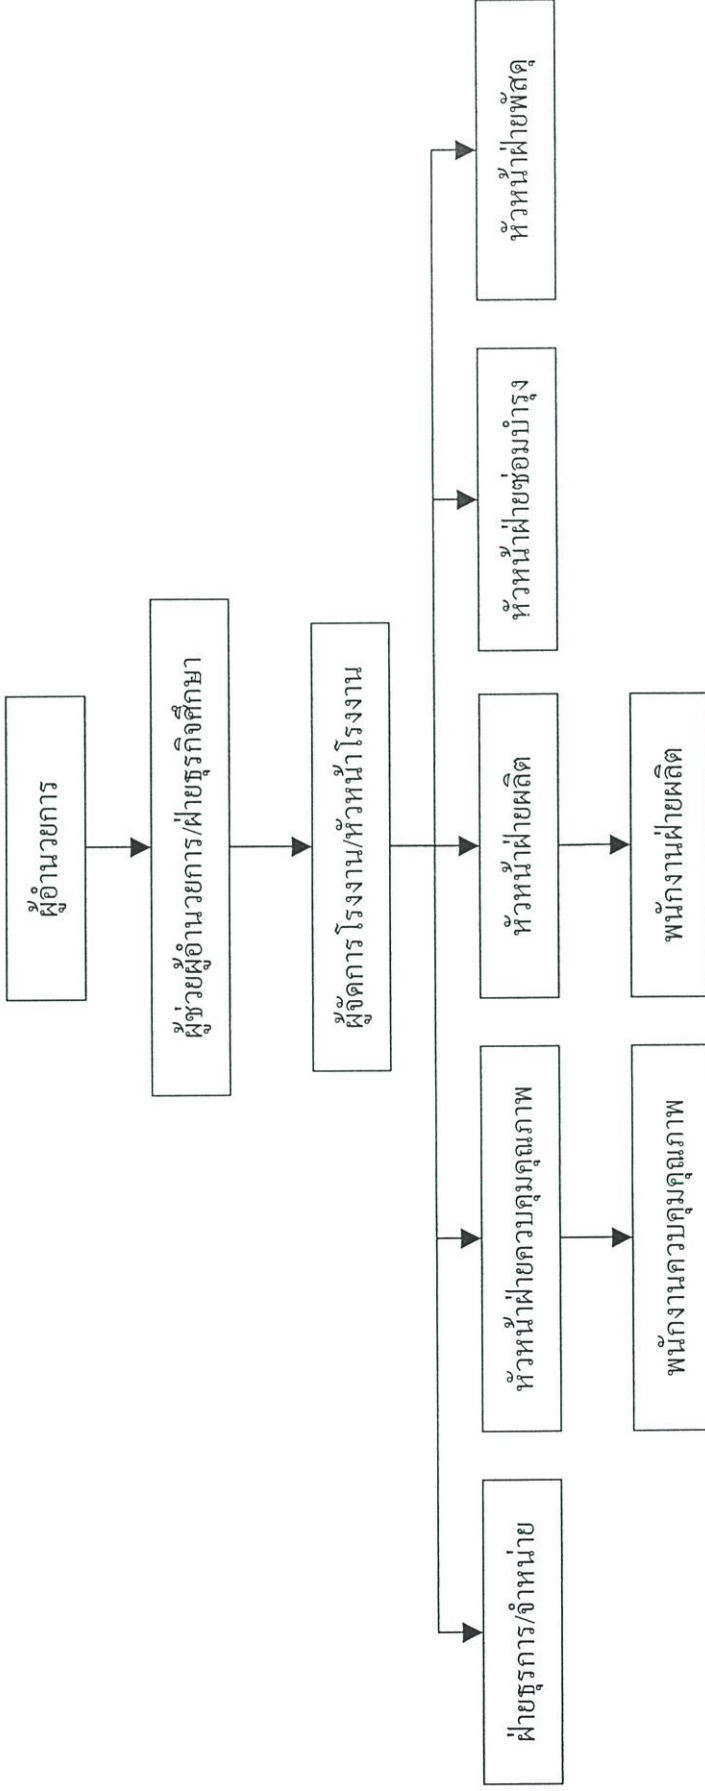 ผู้อำนวยการ
ผู้ช่วยผู้อำนวยการ/ฝ่ายธุรกิจศึกษา
ผู้จัดการโรงงาน/หัวหน้าโรงงาน
ฝ่ายธุรการ/จำหน่าย
หัวหน้าฝ่ายควบคุมคุณภาพ
หัวหน้าฝ่ายผลิต
หัวหน้าฝ่ายซ่อมบำรุง
หัวหน้าฝ่ายพัสดุ
พนักงานควบคุมคุณภาพ
พนักงานฝ่ายผลิต